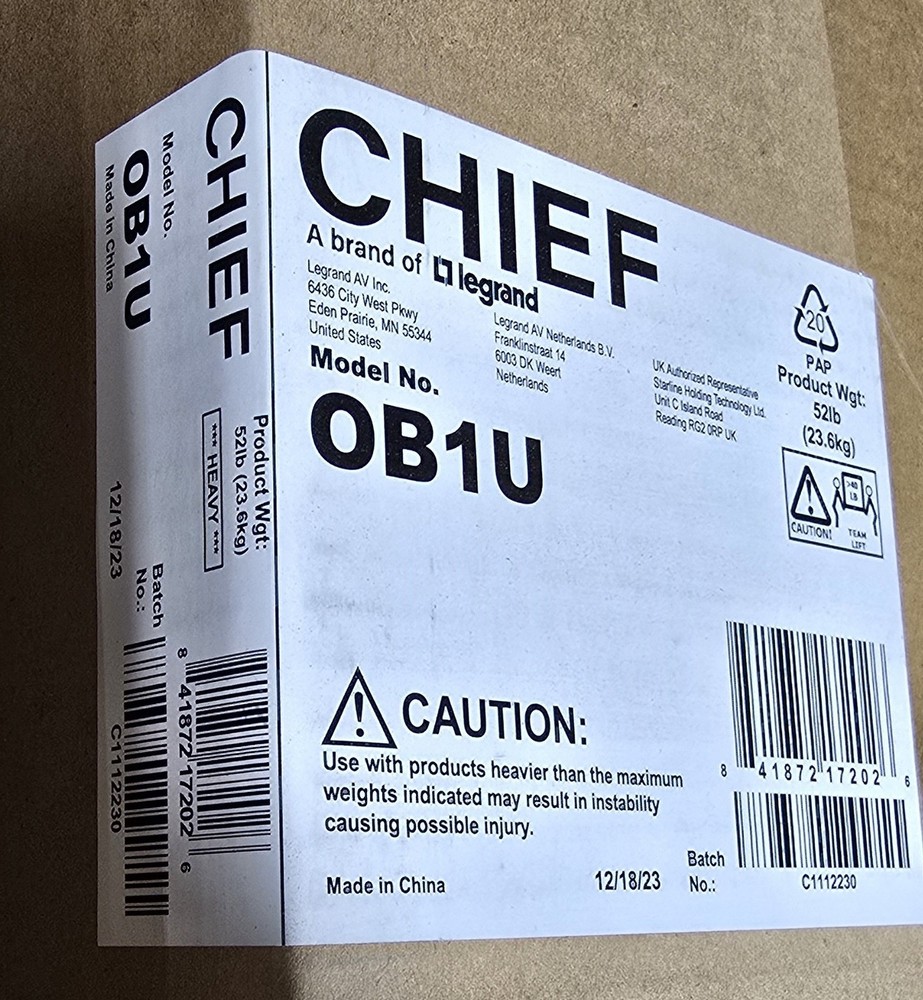 CHIEF
Model No.
OB1U
Made in China
Product Wgt:
52lb (23.6kg)
*** HEAVY ***
12/18/23
Batch
No.:
8 41872 17202 6
C1112230
CHIEF
A brand of legrand
Legrand AV Inc.
6436 City West Pkwy
Eden Prairie, MN 55344
United States
Legrand AV Netherlands B.V.
Franklinstraat 14
6003 DK Weert
Netherlands
UK Authorized Representative
Starline Holding Technology Ltd.
Unit C Island Road
Reading RG2 0RP UK
20
PAP
Product Wgt:
52lb
(23.6kg)
Model No.
OB1U
>40
LB
CAUTION!
TEAM
LIFT
CAUTION:
Use with products heavier than the maximum
weights indicated may result in instability
causing possible injury.
8 41872 17202 6
Made in China
12/18/23
Batch
No.:
C1112230